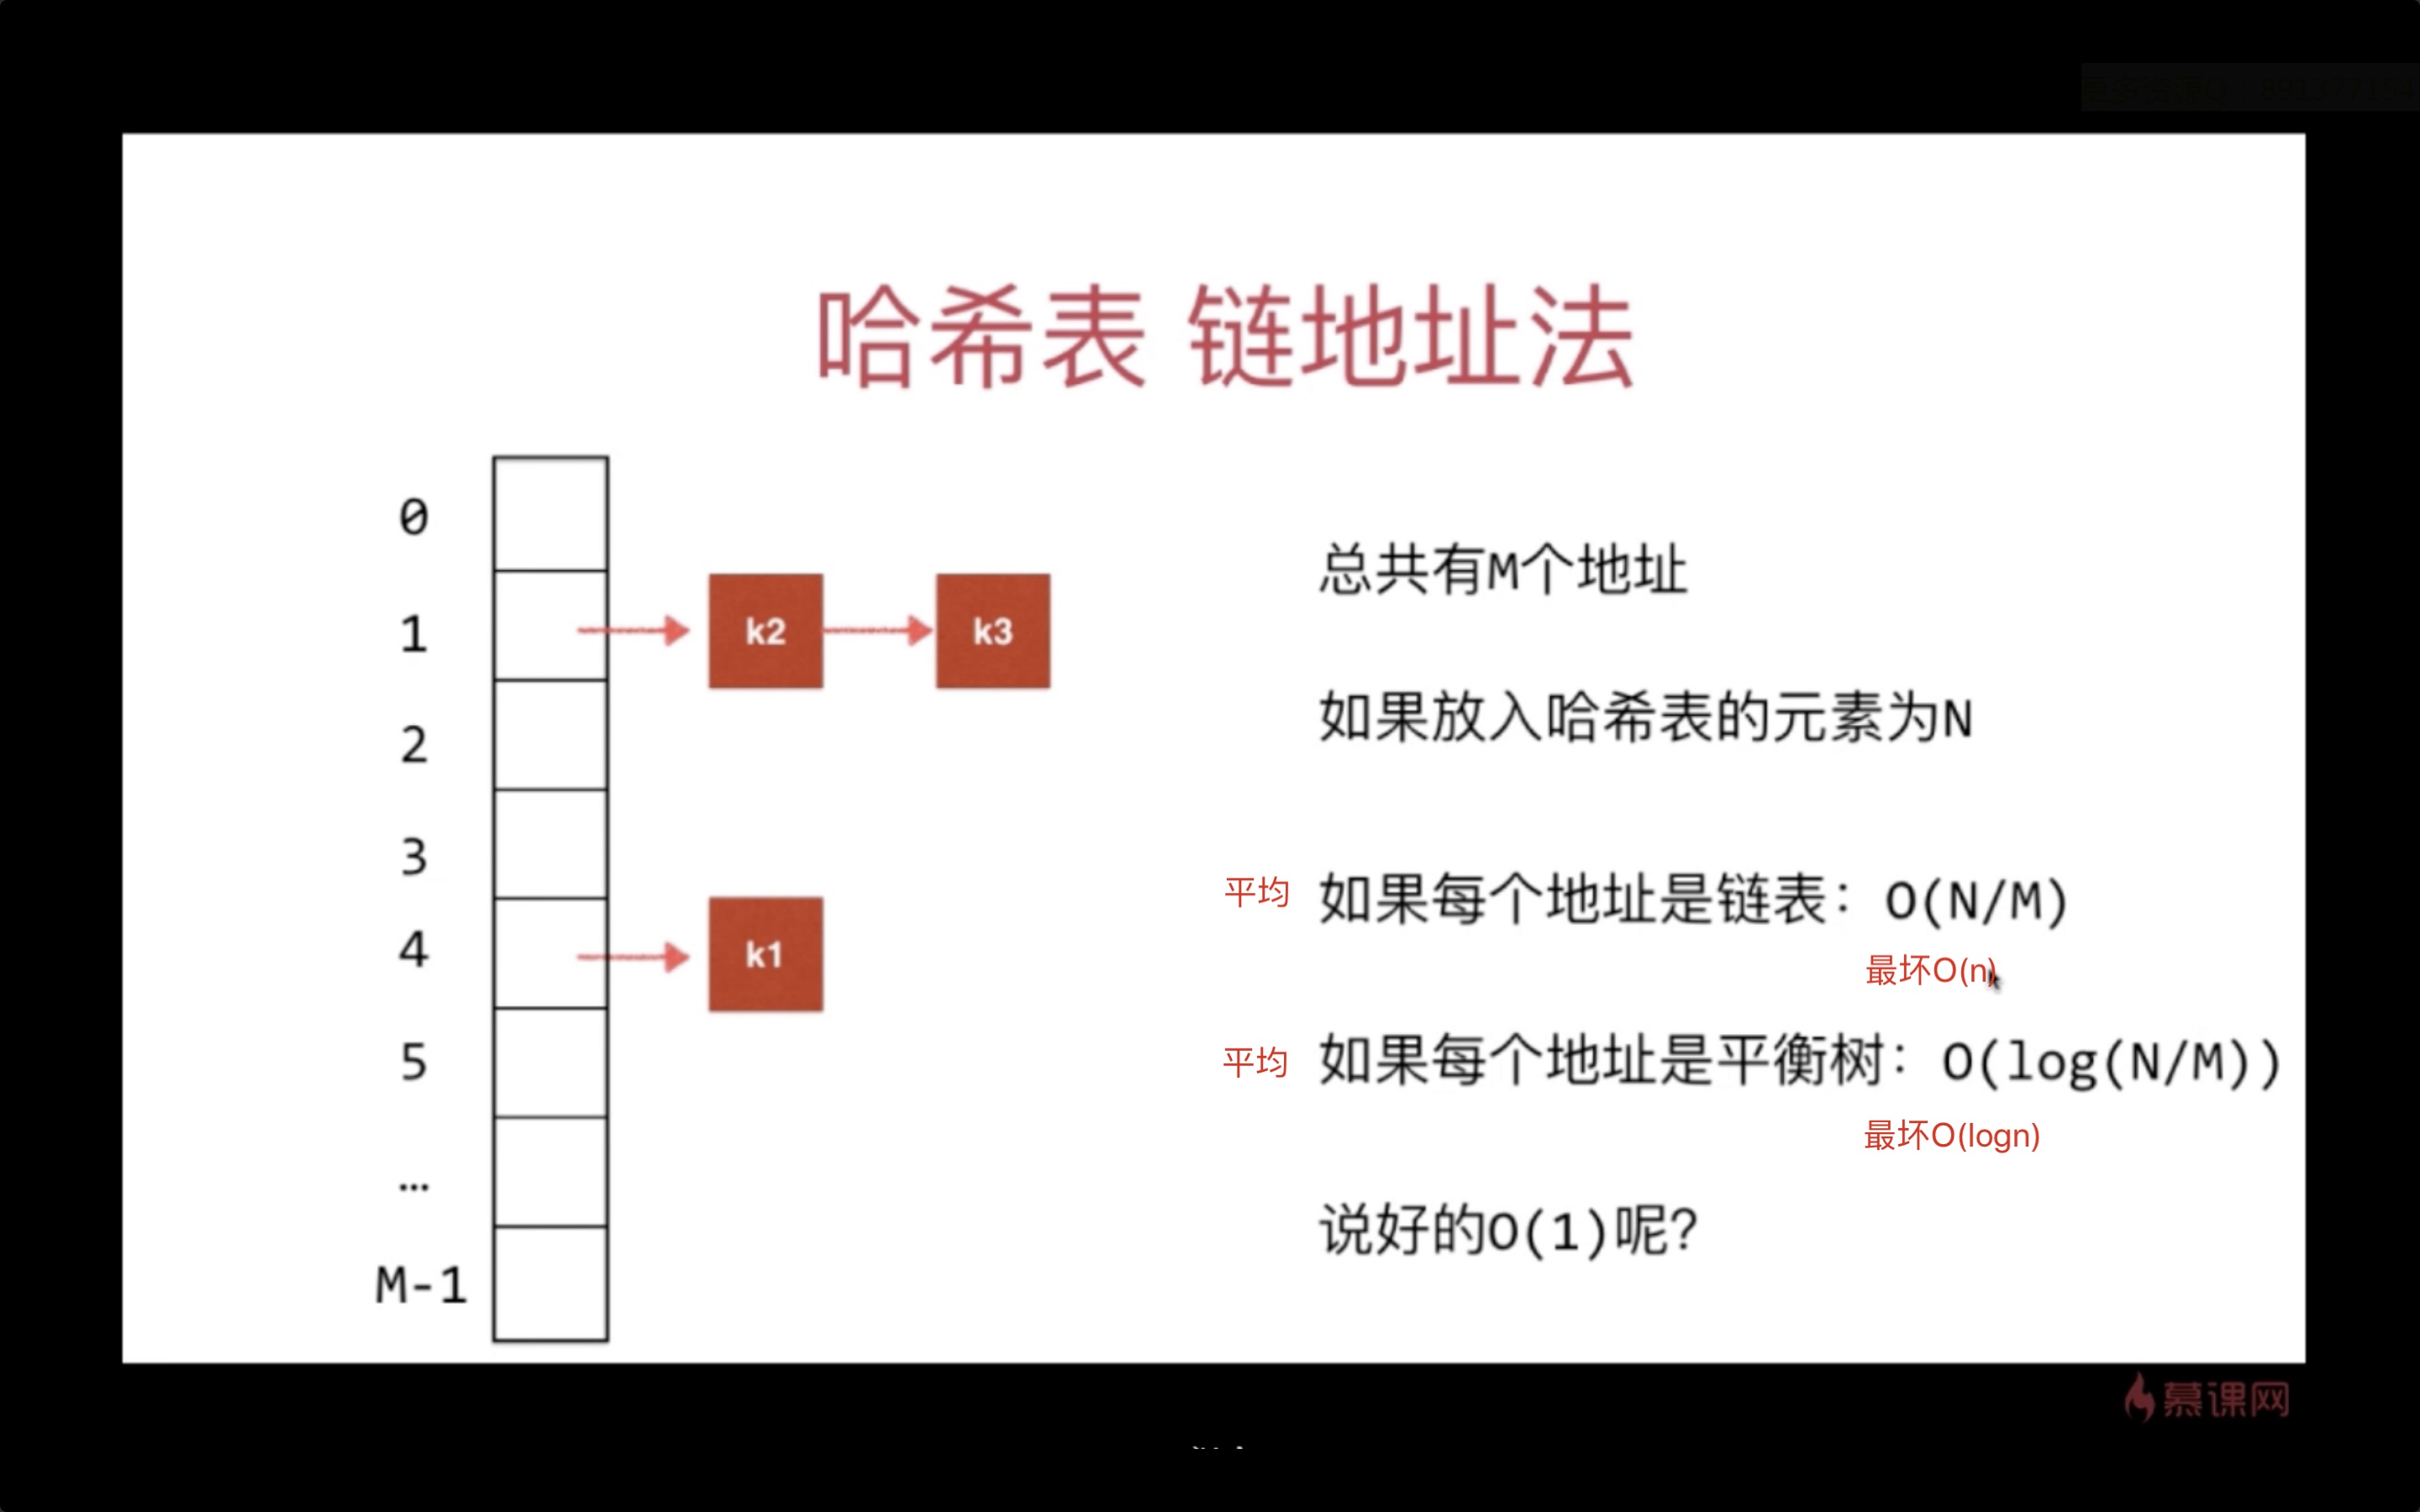 哈希表 链地址法
0
1
k2
k3
2
3
4
k1
5
…
M-1
总共有M个地址
如果放入哈希表的元素为N
平均 如果每个地址是链表：O(N/M)
最坏O(n)
平均 如果每个地址是平衡树：O(log(N/M))
最坏O(logn)
说好的O(1)呢?
慕课网